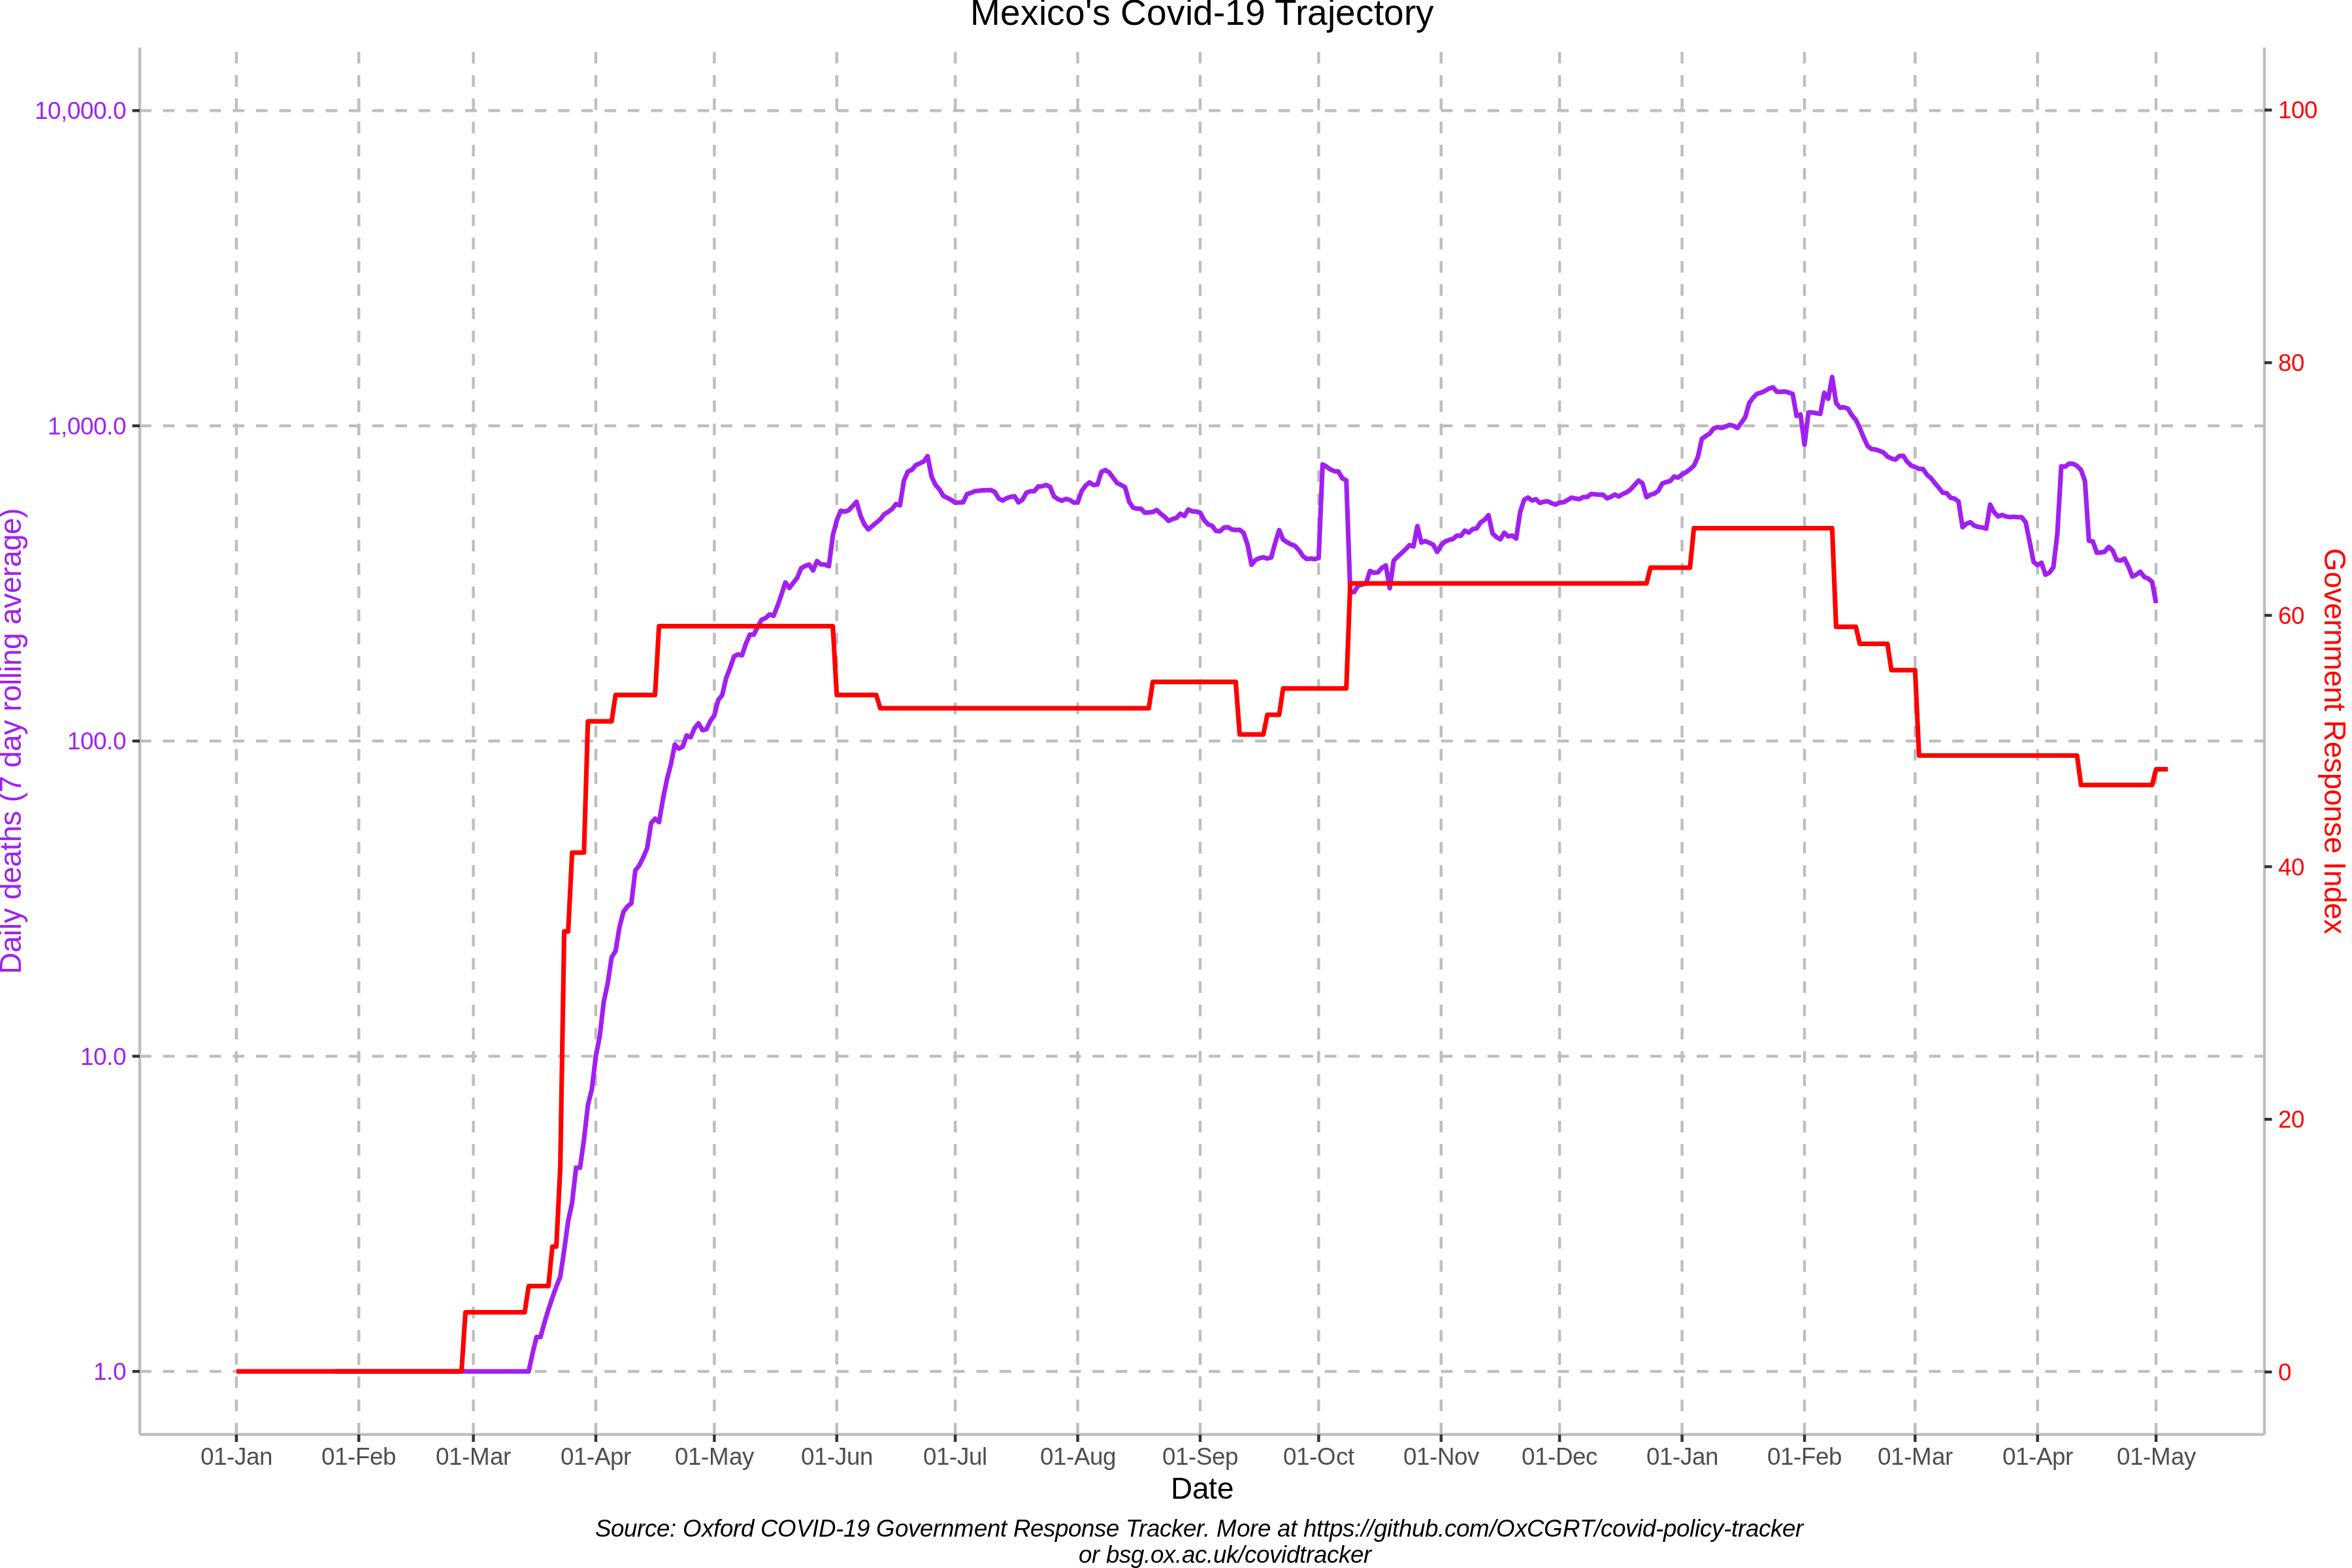 Mexico's Covid-19 Trajectory
10,000.0
1,000.0
100.0
10.0
1.0
Daily deaths (7 day rolling average)
100
80
60
40
20
0
Government Response Index
01-Jan 01-Feb 01-Mar 01-Apr 01-May 01-Jun 01-Jul 01-Aug 01-Sep 01-Oct 01-Nov 01-Dec 01-Jan 01-Feb 01-Mar 01-Apr 01-May
Date
Source: Oxford COVID-19 Government Response Tracker. More at https://github.com/OxCGRT/covid-policy-tracker
or bsg.ox.ac.uk/covidtracker